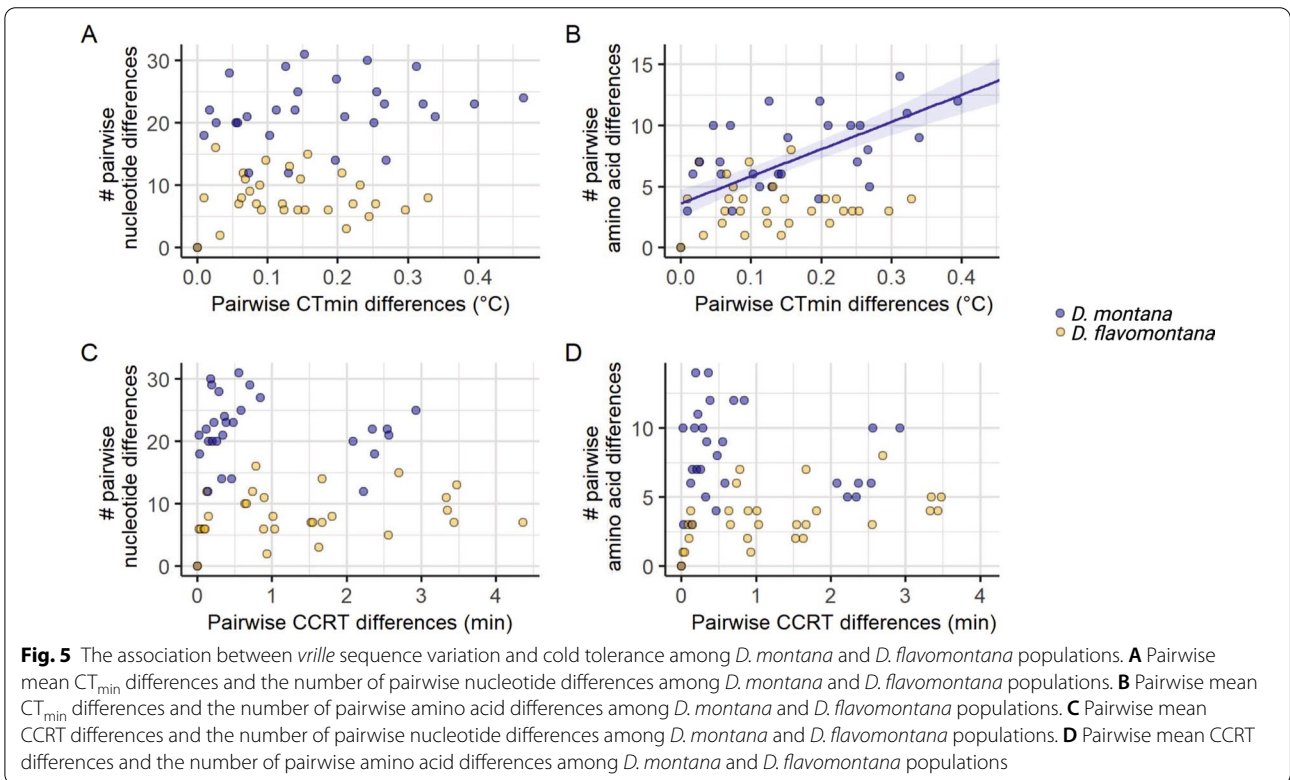 A
# pairwise
nucleotide differences
30
20
10
0
0.0 0.1 0.2 0.3 0.4
Pairwise CTmin differences (°C)
B
# pairwise
amino acid differences
15
10
5
0
0.0 0.1 0.2 0.3 0.4
Pairwise CTmin differences (°C)
D. montana
D. flavomontana
C
# pairwise
nucleotide differences
30
20
10
0
0 1 2 3 4
Pairwise CCRT differences (min)
D
# pairwise
amino acid differences
10
5
0
0 1 2 3 4
Pairwise CCRT differences (min)
Fig. 5 The association between vrille sequence variation and cold tolerance among D. montana and D. flavomontana populations. A Pairwise
mean CTmin differences and the number of pairwise nucleotide differences among D. montana and D. flavomontana populations. B Pairwise mean
CTmin differences and the number of pairwise amino acid differences among D. montana and D. flavomontana populations. C Pairwise mean
CCRT differences and the number of pairwise nucleotide differences among D. montana and D. flavomontana populations. D Pairwise mean CCRT
differences and the number of pairwise amino acid differences among D. montana and D. flavomontana populations